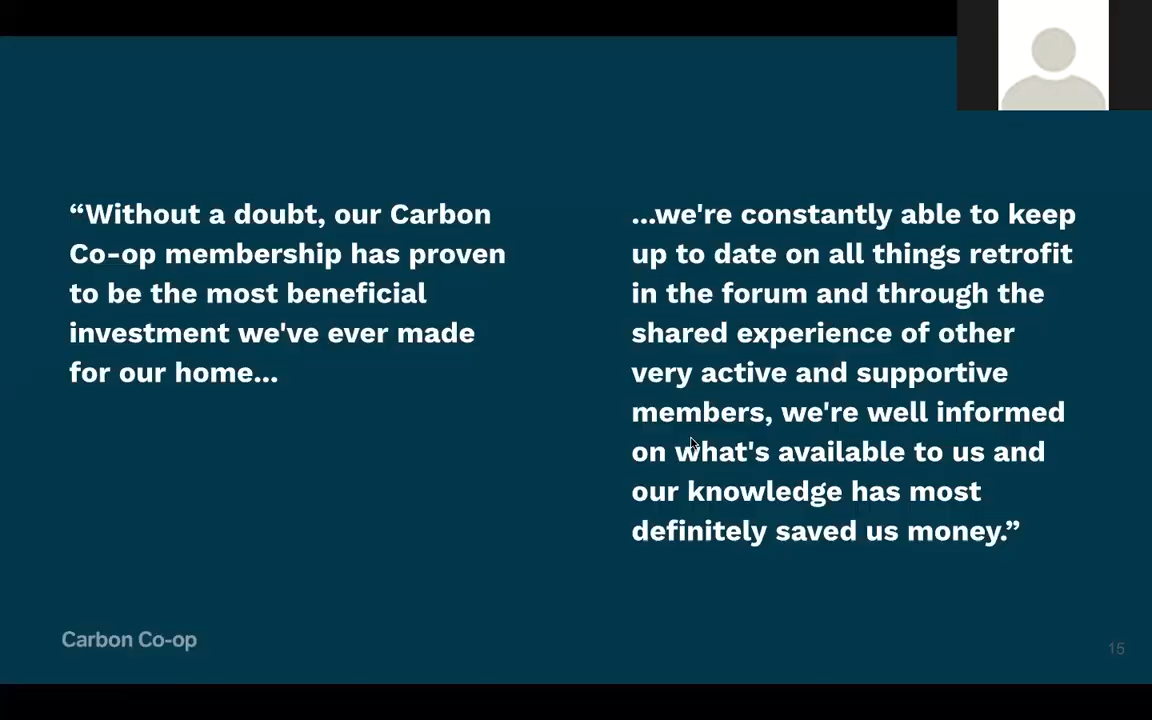 “Without a doubt, our Carbon
Co-op membership has proven
to be the most beneficial
investment we've ever made
for our home...
...we're constantly able to keep
up to date on all things retrofit
in the forum and through the
shared experience of other
very active and supportive
members, we're well informed
on what's available to us and
our knowledge has most
definitely saved us money.”
Carbon Co-op
15